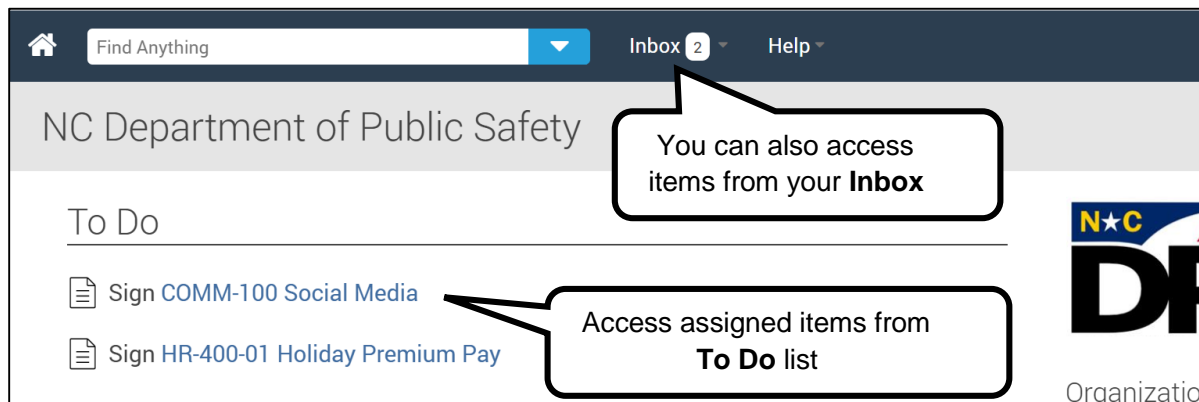 Find Anything
Inbox 2
Help
NC Department of Public Safety
You can also access
items from your Inbox
To Do
N★C
Sign COMM-100 Social Media
Access assigned items from
To Do list
Sign HR-400-01 Holiday Premium Pay